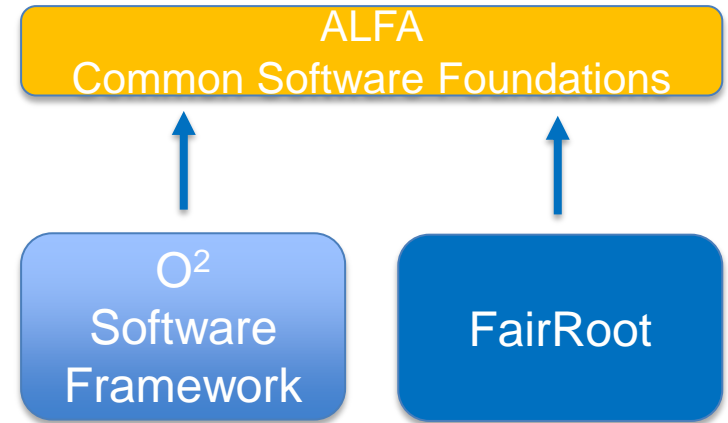 ALFA
Common Software Foundations
O²
Software
Framework
FairRoot